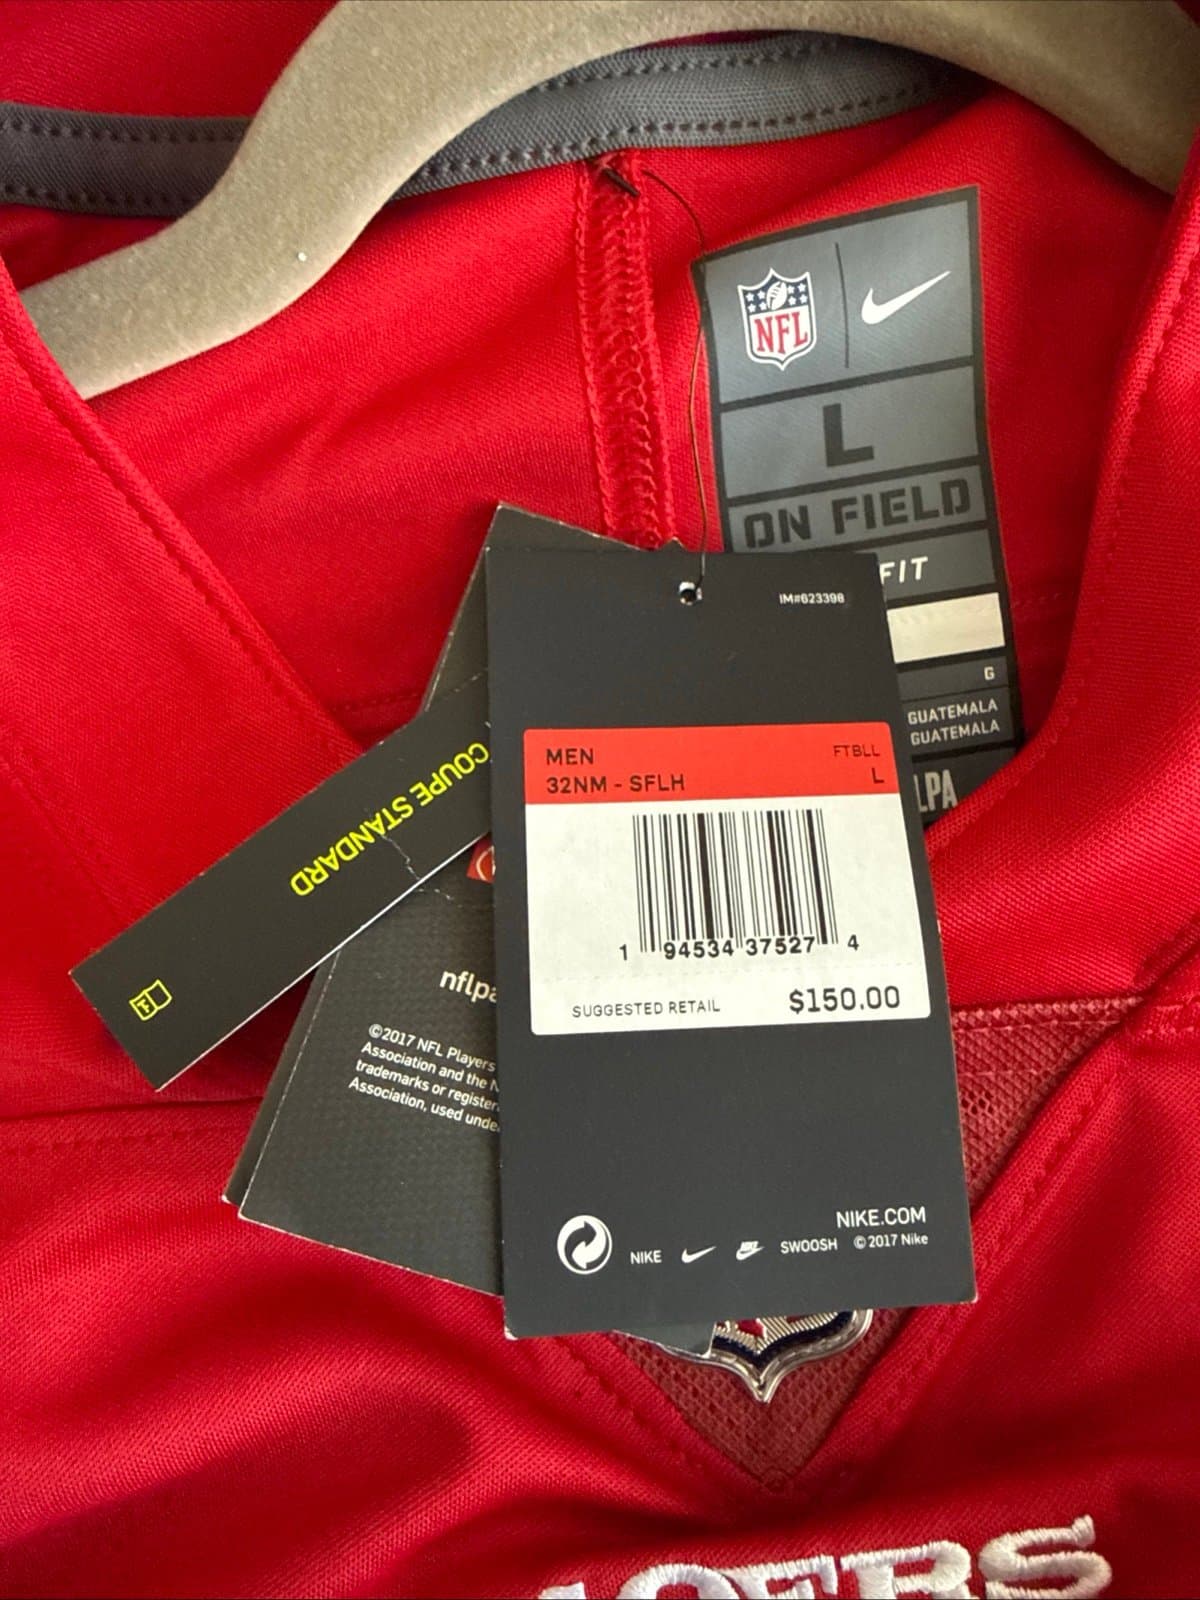 NFL
L
ON FIELD
FIT
G
GUATEMALA
GUATEMALA
LPA
IM#623398
MEN
FTBLL
32NM - SFLH
L
1 94534 37527 4
SUGGESTED RETAIL $150.00
NIKE.COM
NIKE SWOOSH © 2017 Nike
COUPE STANDARD
nflpa
©2017 NFL Players
Association and the
trademarks or
Association, used
49ERS